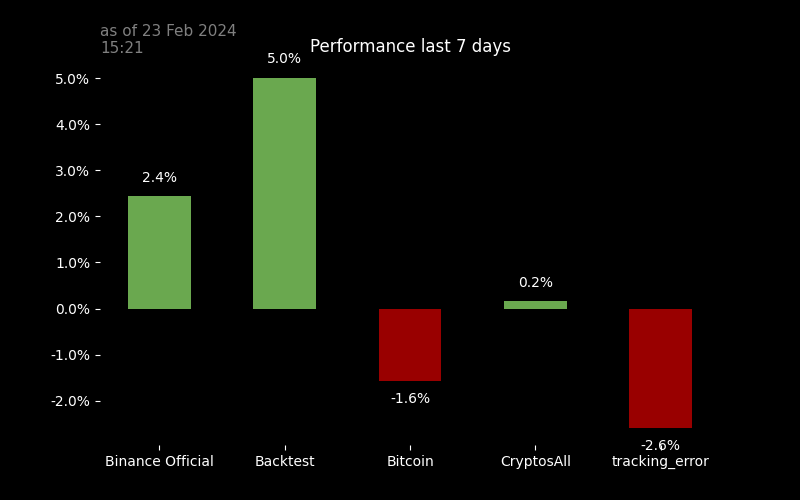 as of 23 Feb 2024
15:21
Performance last 7 days
5.0%
5.0%
4.0%
3.0%
2.4%
2.0%
1.0%
0.2%
0.0%
-1.0%
-2.0%
-1.6%
-2.6%
Binance Official
Backtest
Bitcoin
CryptosAll
tracking_error